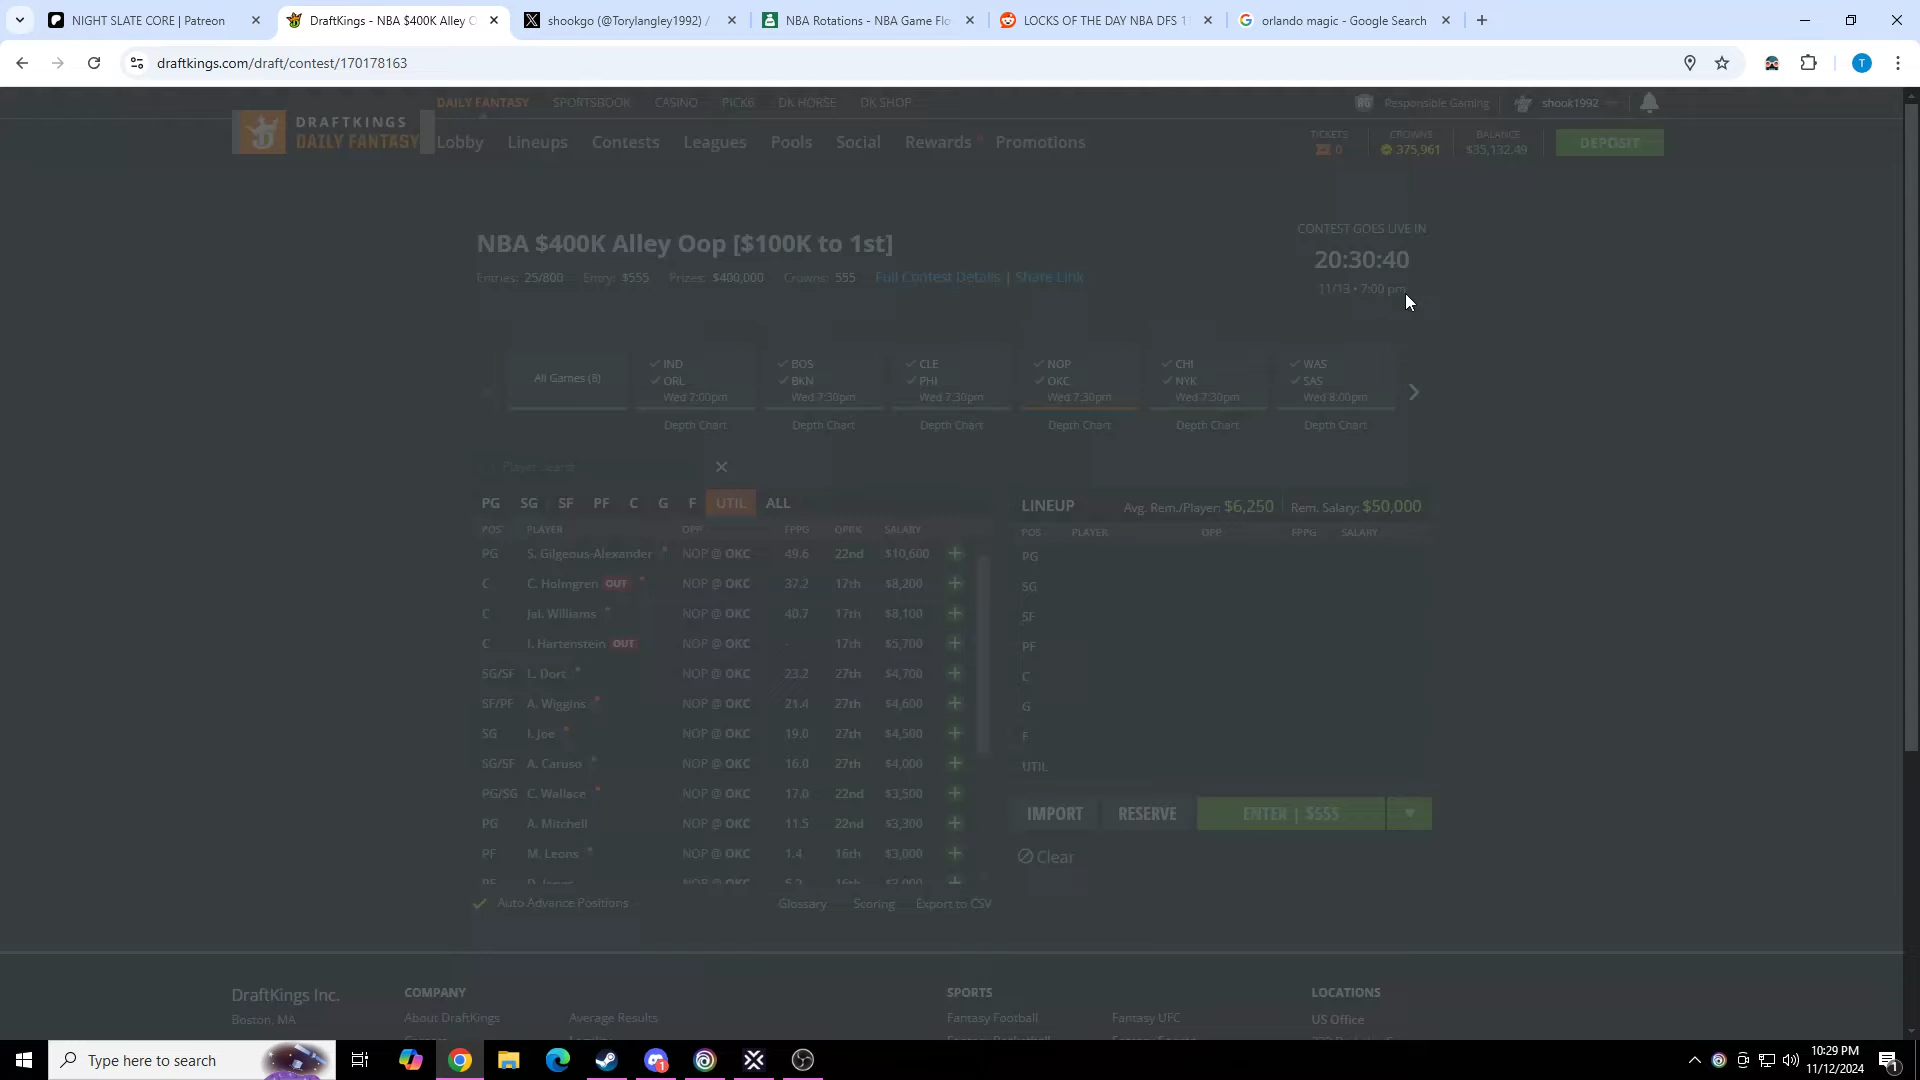 NIGHT SLATE CORE | Patreon
DraftKings - NBA $400K Alley O
shookgo (@Torylangley1992) /
NBA Rotations - NBA Game Flo
LOCKS OF THE DAY NBA DFS 1
orlando magic - Google Search
draftkings.com/draft/contest/170178163
T
DAILY FANTASY SPORTSBOOK CASINO PICK6 DK HORSE DK SHOP
RG Responsible Gaming shook1992
DRAFTKINGS
DAILY FANTASY
Lobby Lineups Contests Leagues Pools Social Rewards Promotions
TICKETS CROWNS BALANCE
0 375,961 $35,132.49
DEPOSIT
NBA $400K Alley Oop [$100K to 1st]
Entries: 25/800 Entry: $555 Prizes: $400,000 Crowns: 555 Full Contest Details | Share Link
CONTEST GOES LIVE IN
20:30:40
11/13 • 7:00 pm
All Games (8)
IND
ORL
Wed 7:00pm
Depth Chart
BOS
BKN
Wed 7:30pm
Depth Chart
CLE
PHI
Wed 7:30pm
Depth Chart
NOP
OKC
Wed 7:30pm
Depth Chart
CHI
NYK
Wed 7:30pm
Depth Chart
WAS
SAS
Wed 8:00pm
Depth Chart
Player Search
PG SG SF PF C G F UTIL ALL
POS PLAYER OPP FPPG OPRK SALARY
PG S. Gilgeous-Alexander NOP @ OKC 49.6 22nd $10,600
C C. Holmgren OUT NOP @ OKC 37.2 17th $8,200
C Jal. Williams NOP @ OKC 40.7 17th $8,100
C I. Hartenstein OUT NOP @ OKC - 17th $5,700
SG/SF L. Dort NOP @ OKC 23.2 27th $4,700
SF/PF A. Wiggins NOP @ OKC 21.4 27th $4,600
SG I. Joe NOP @ OKC 19.0 27th $4,500
SG/SF A. Caruso NOP @ OKC 16.0 27th $4,000
PG/SG C. Wallace NOP @ OKC 17.0 22nd $3,500
PG A. Mitchell NOP @ OKC 11.5 22nd $3,300
PF M. Leons NOP @ OKC 1.4 16th $3,000
Auto Advance Positions
Glossary Scoring Export to CSV
LINEUP Avg. Rem./Player: $6,250 Rem. Salary: $50,000
POS PLAYER OPP FPPG SALARY
PG
SG
SF
PF
C
G
F
UTIL
IMPORT RESERVE ENTER | $555
Clear
DraftKings Inc.
Boston, MA
COMPANY
About DraftKings Average Results
SPORTS
Fantasy Football Fantasy UFC
LOCATIONS
US Office
Type here to search
10:29 PM
11/12/2024
1